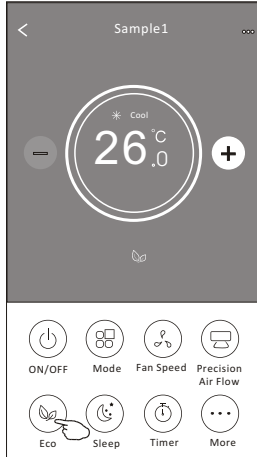 Sample1
Cool
26.0°C
ON/OFF Mode Fan Speed Precision Air Flow
Eco Sleep Timer More